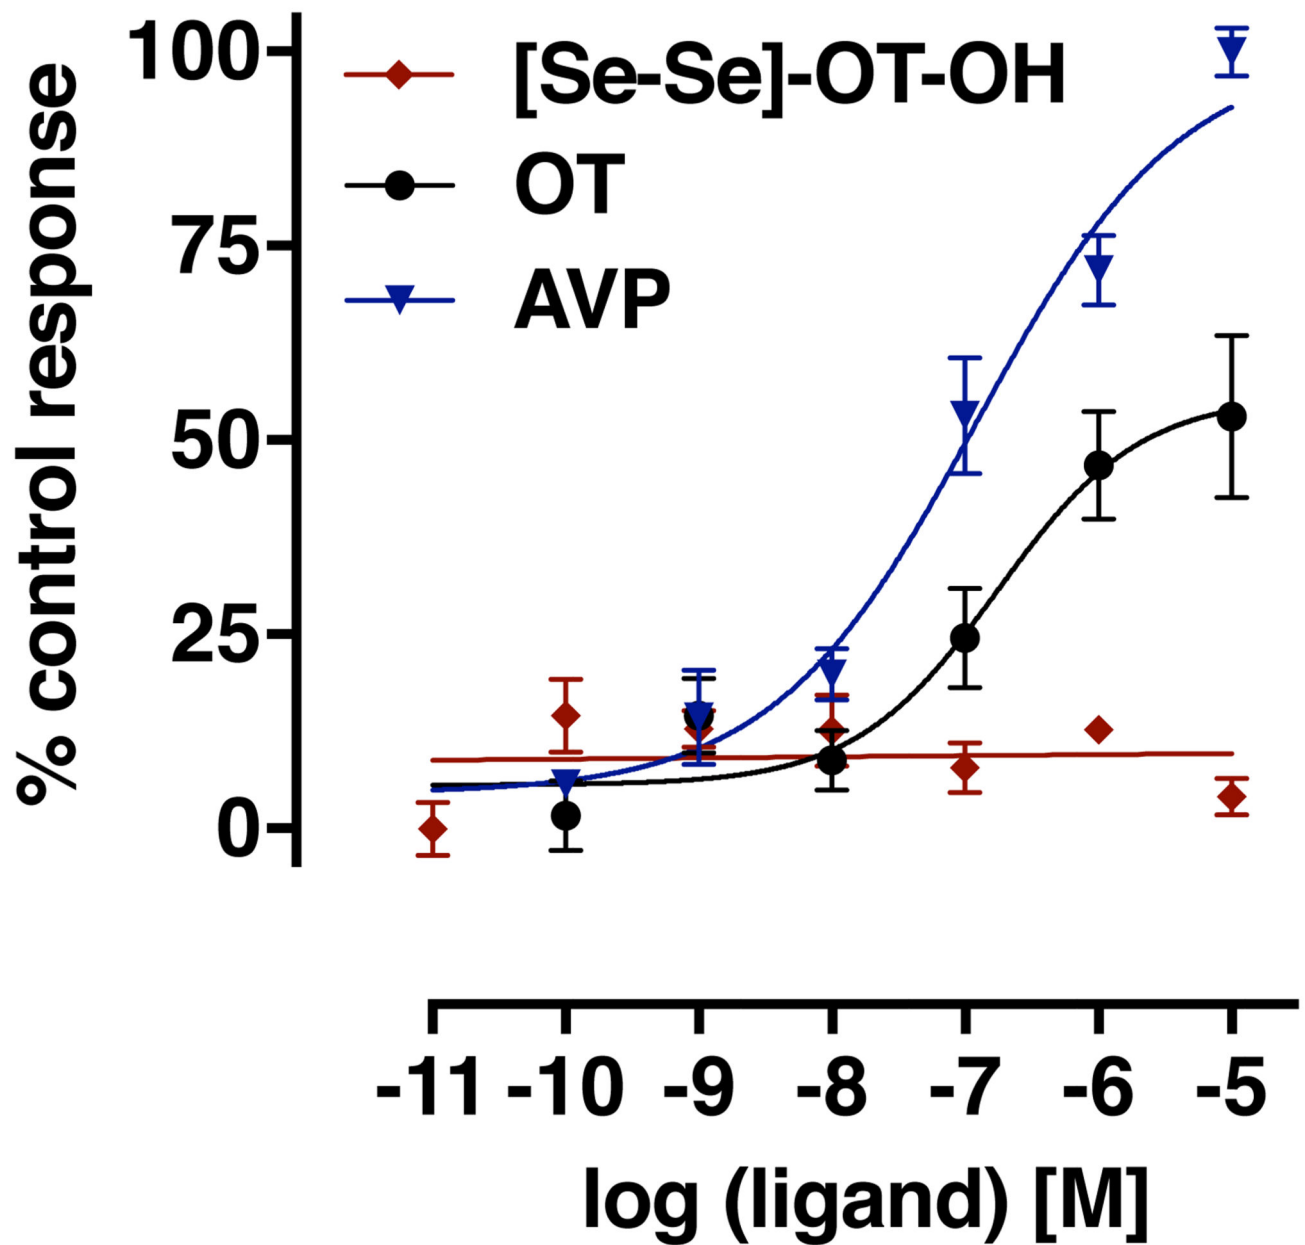 % control response
100
75
50
25
0
[Se-Se]-OT-OH
OT
AVP
-11 -10 -9 -8 -7 -6 -5
log (ligand) [M]